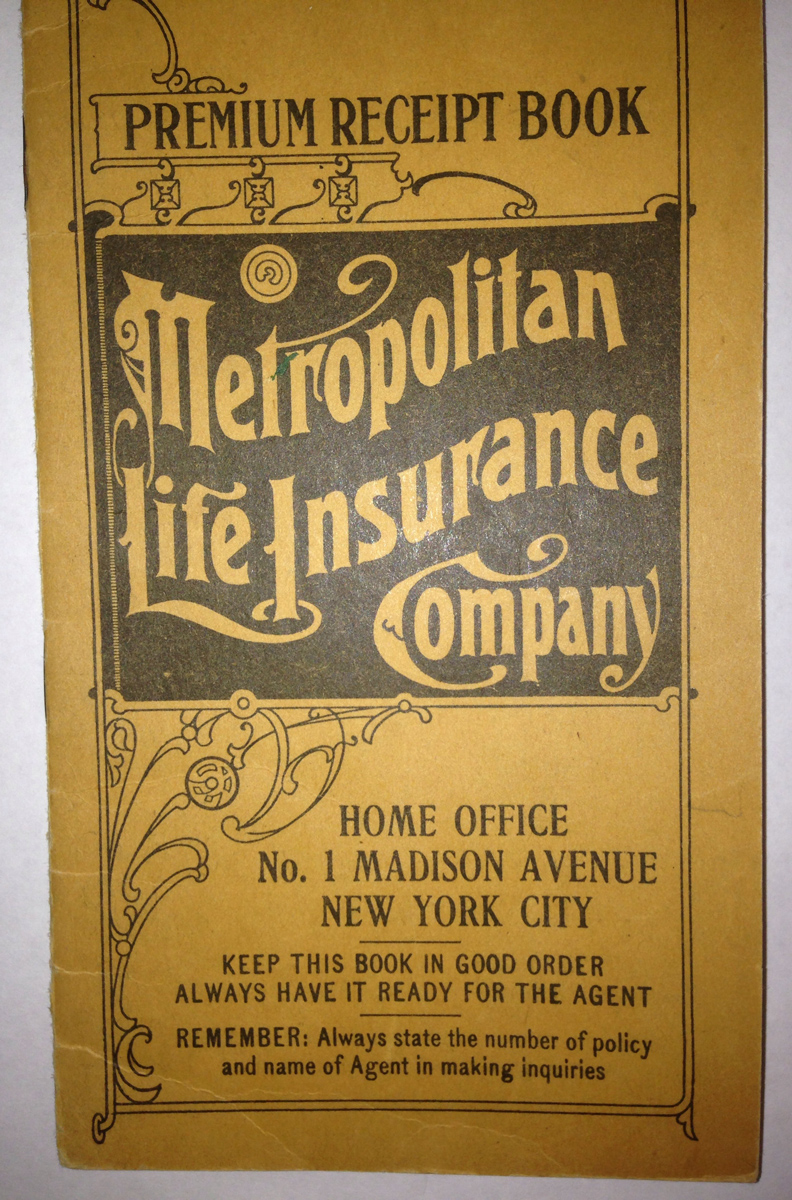 PREMIUM RECEIPT BOOK
Metropolitan
Life Insurance
Company
HOME OFFICE
No. 1 MADISON AVENUE
NEW YORK CITY
KEEP THIS BOOK IN GOOD ORDER
ALWAYS HAVE IT READY FOR THE AGENT
REMEMBER: Always state the number of policy
and name of Agent in making inquiries